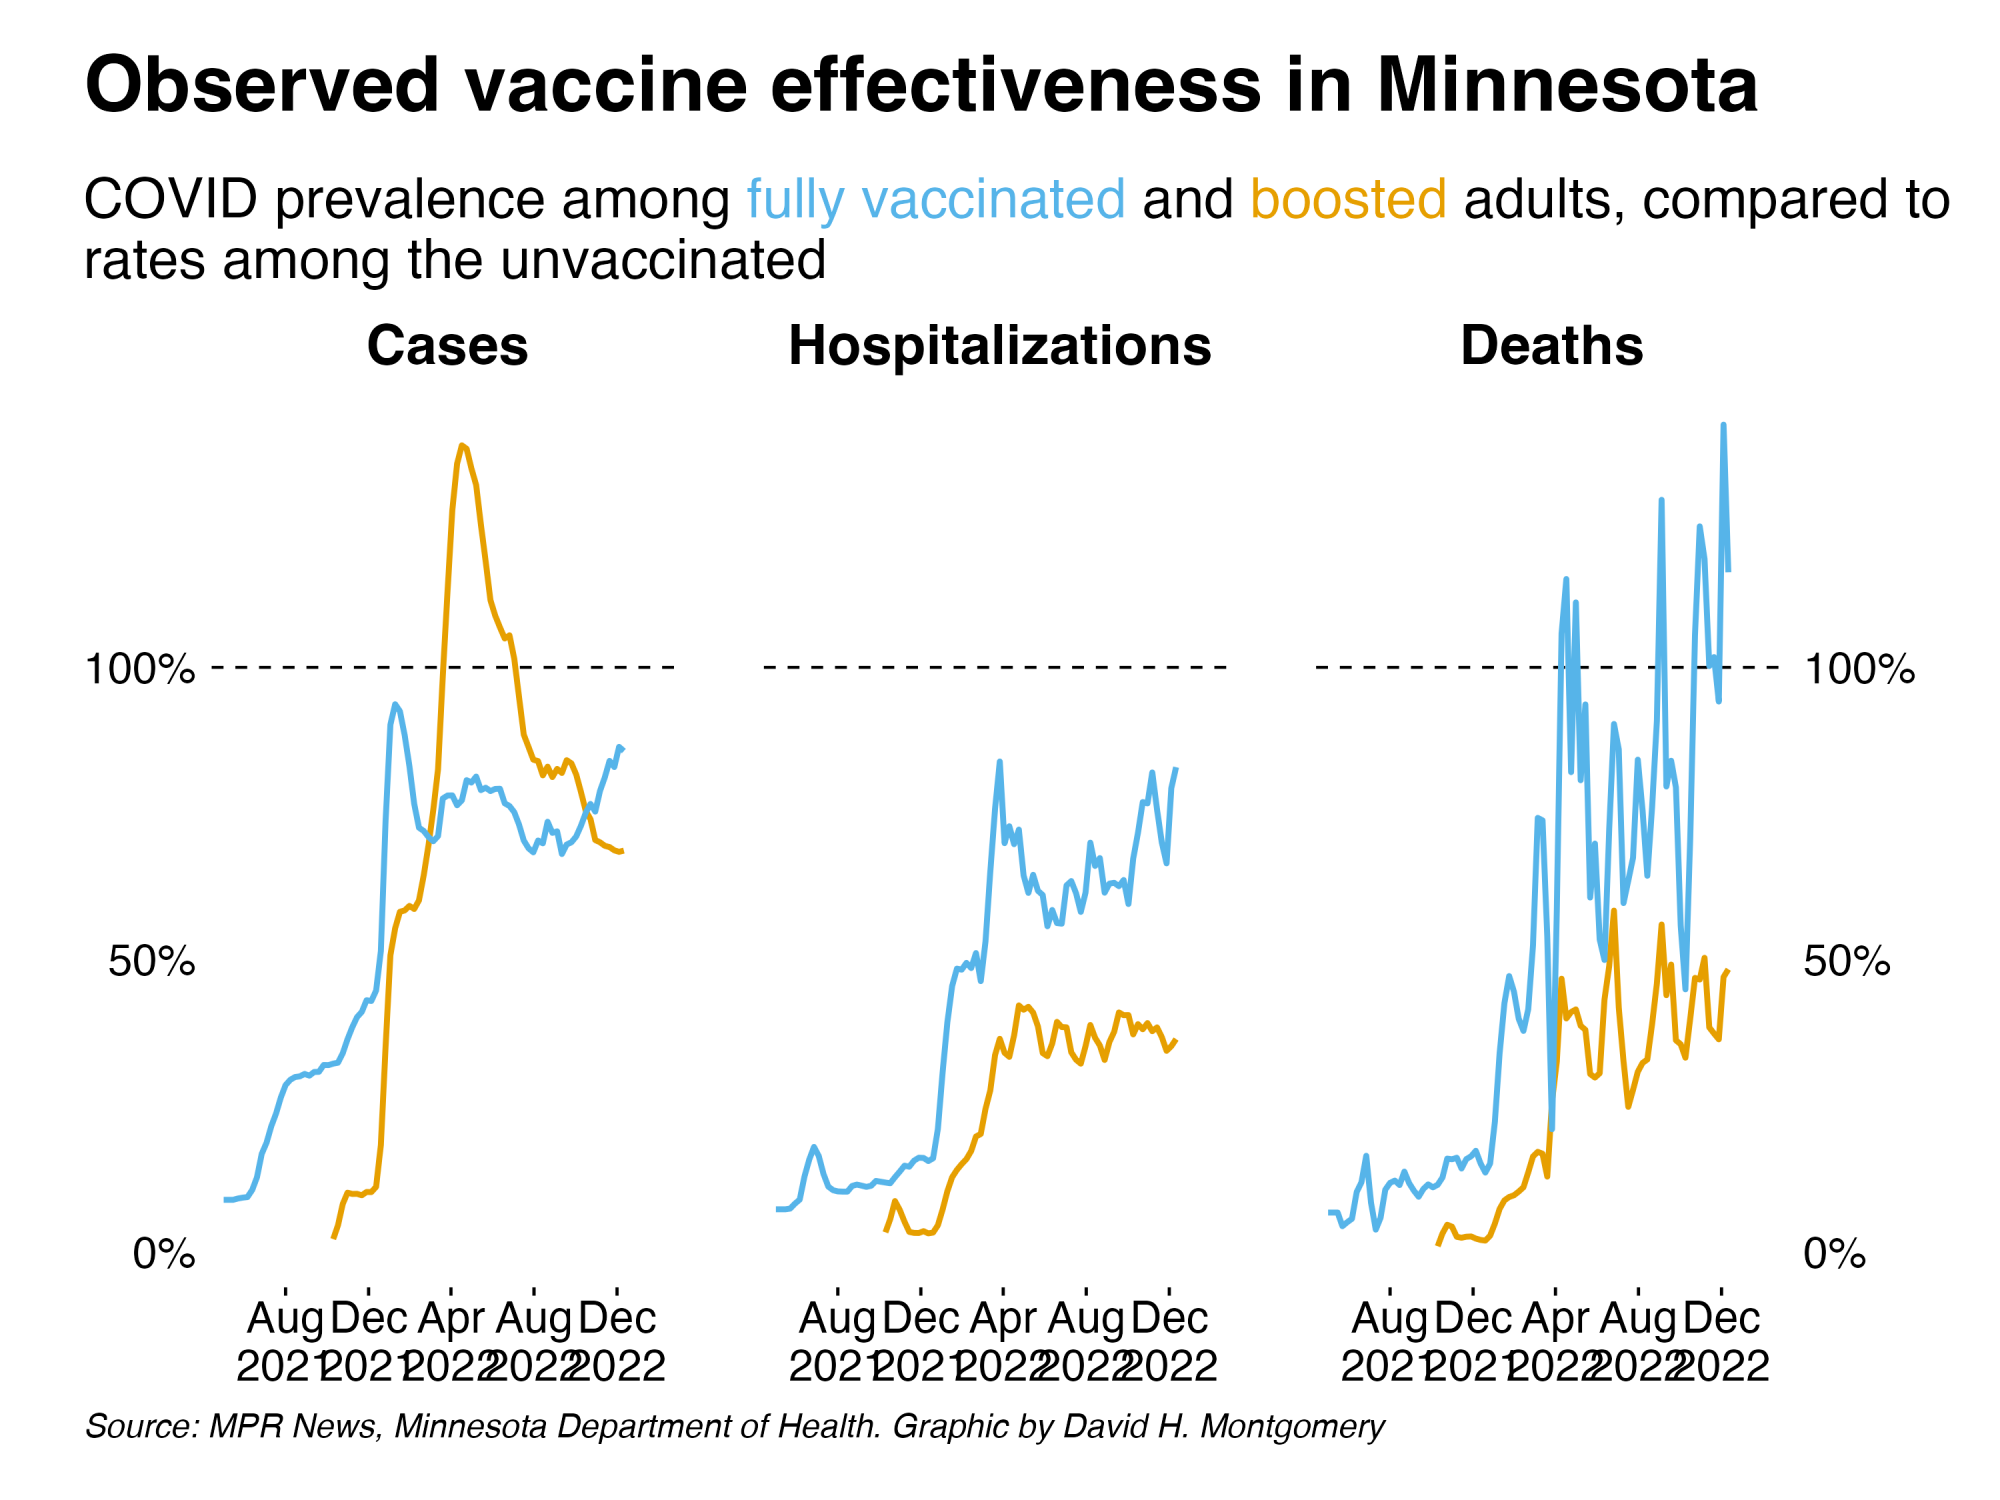 Observed vaccine effectiveness in Minnesota
COVID prevalence among fully vaccinated and boosted adults, compared to
rates among the unvaccinated
Cases Hospitalizations Deaths
100% 100%
50% 50%
0% 0%
Aug Dec Apr Aug Dec Aug Dec Apr Aug Dec Aug Dec Apr Aug Dec
2021 2021 2022 2022 2022 2021 2021 2022 2022 2022 2021 2021 2022 2022 2022
Source: MPR News, Minnesota Department of Health. Graphic by David H. Montgomery